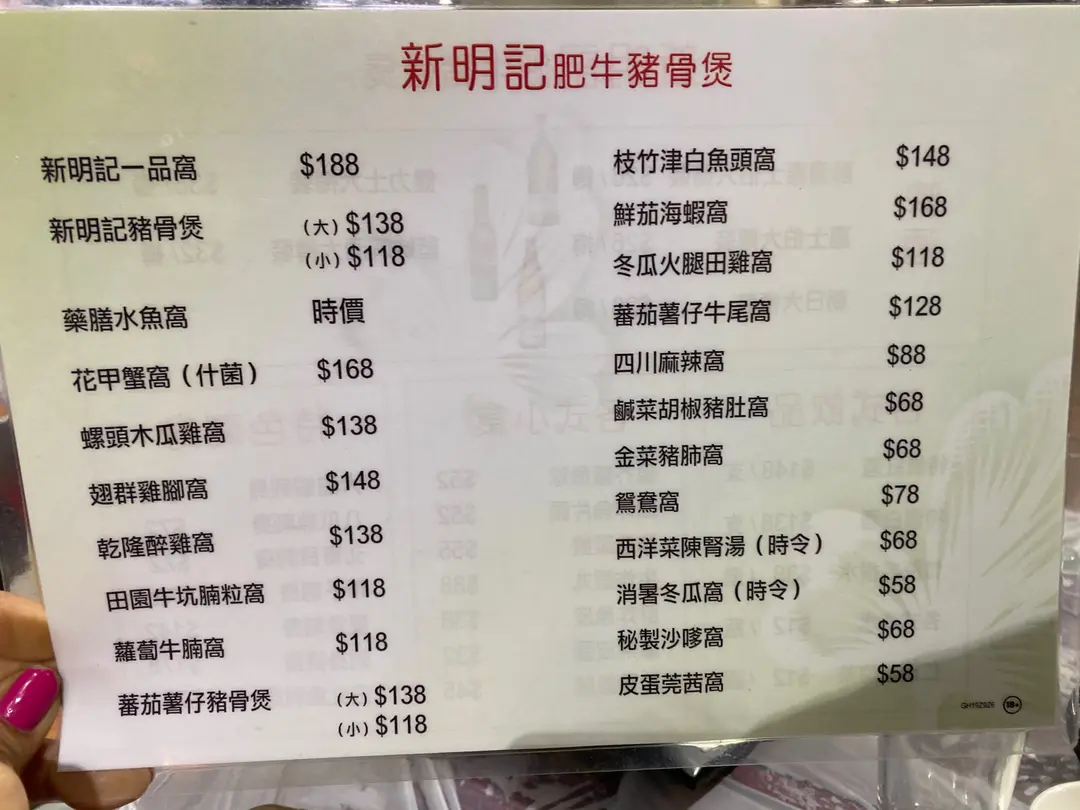 新明記肥牛豬骨煲
新明記一品窩 $188
新明記豬骨煲 (大) $138
(小) $118
藥膳水魚窩 時價
花甲蟹窩(什菌) $168
螺頭木瓜雞窩 $138
翅群雞腳窩 $148
乾隆醉雞窩 $138
田園牛坑腩粒窩 $118
蘿蔔牛腩窩 $118
蕃茄薯仔豬骨煲 (大) $138
(小) $118
枝竹津白魚頭窩 $148
鮮茄海蝦窩 $168
冬瓜火腿田雞窩 $118
蕃茄薯仔牛尾窩 $128
四川麻辣窩 $88
鹹菜胡椒豬肚窩 $68
金菜豬肺窩 $68
鴛鴦窩 $78
西洋菜陳腎湯(時令) $68
消暑冬瓜窩(時令) $58
秘製沙嗲窩 $68
皮蛋莞茜窩 $58
18+